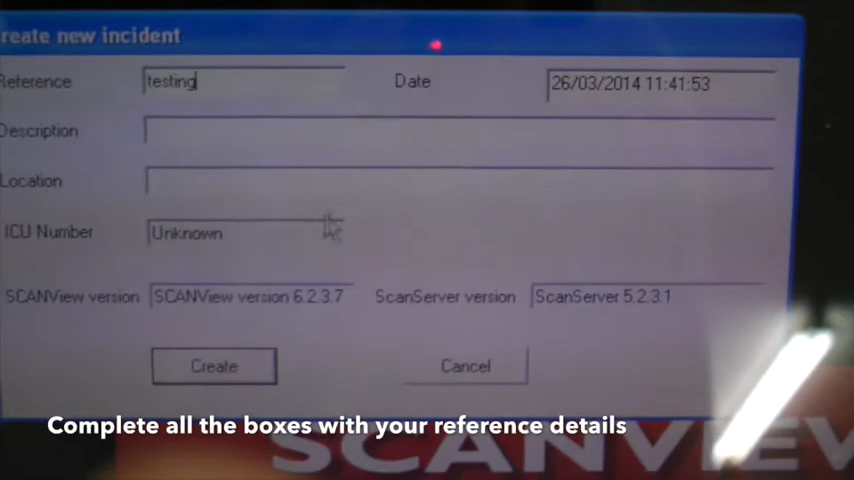 reate new incident
Reference testing Date 26/03/2014 11:41:53
Description
Location
ICU Number Unknown
SCANView version SCANView version 6.2.3.7 ScanServer version ScanServer 5.2.3.1
Create Cancel
Complete all the boxes with your reference details
SCANVIEW